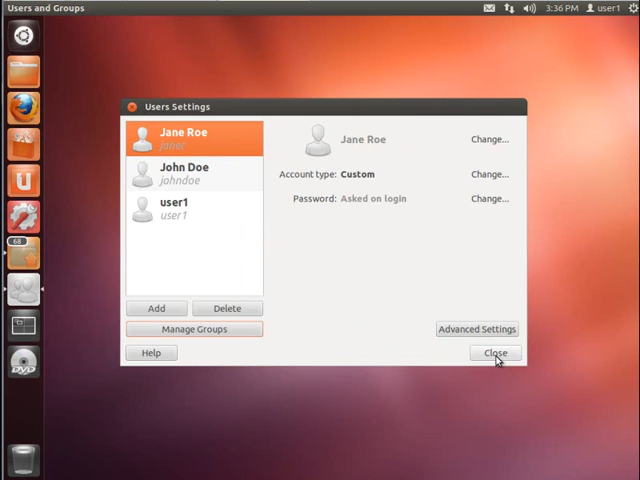 Users and Groups
3:36 PM
user1
Users Settings
Jane Roe
janer
John Doe
johndoe
user1
user1
Jane Roe
Change...
Account type: Custom
Change...
Password: Asked on login
Change...
Add
Delete
Manage Groups
Advanced Settings
Help
Close
68
DVD